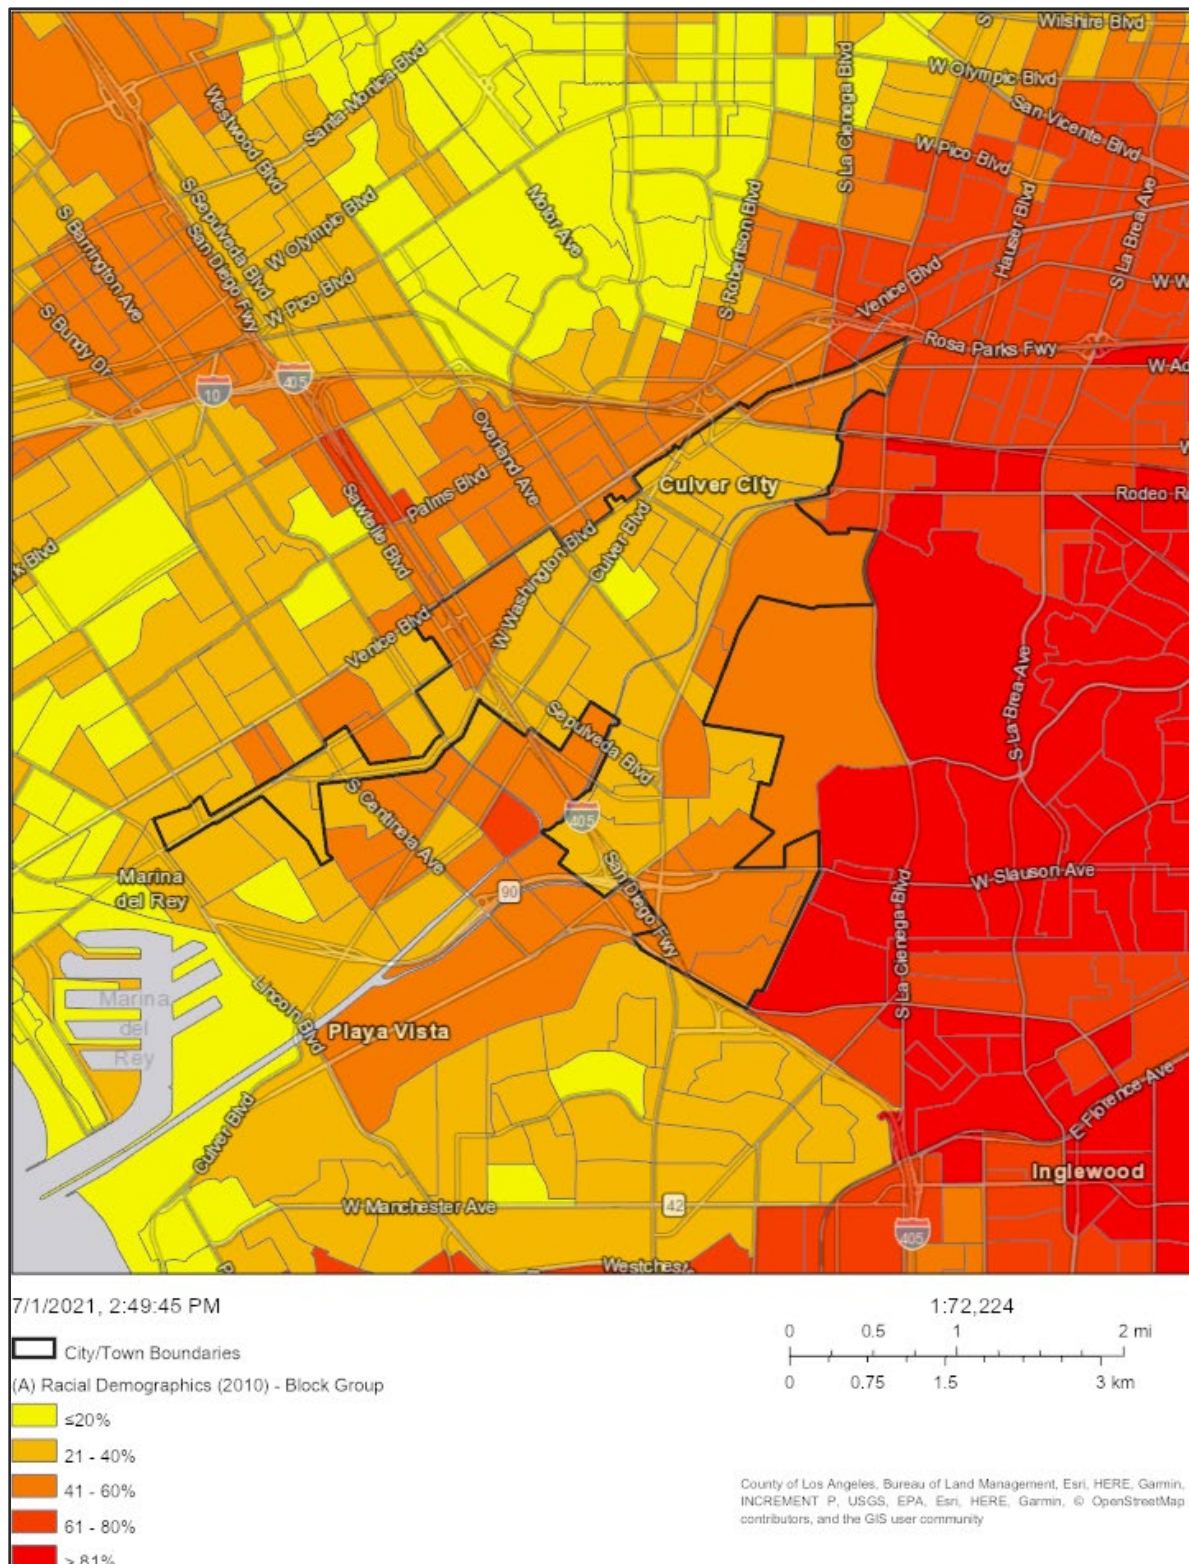 Wilshire Blvd
S
W Olympic Blvd
Santa Monica Blvd
Westwood Blvd
S La Cienega Blvd
San Vicente Blvd
W Pico Blvd
S Sepulveda Blvd
San Diego Fwy
S Barrington Ave
W Olympic Blvd
Motor Ave
S Robertson Blvd
Hauser Blvd
S La Brea Ave
W Pico Blvd
Venice Blvd
W W
S Bundy Dr
Rosa Parks Fwy
W Ad
10
405
Overland Ave
Palms Blvd
Culver City
W
Rodeo R
Sawtelle Blvd
Culver Blvd
W Washington Blvd
rk Blvd
Venice Blvd
S La Brea Ave
Sepulveda Blvd
S Centinela Ave
405
Marina
del Rey
90
San Diego Fwy
W Slauson Ave
S La Cienega Blvd
Marina
del
Rey
Lincoln Blvd
Playa Vista
Culver Blvd
E Florence Ave
Inglewood
W Manchester Ave
42
405
Westches
7/1/2021, 2:49:45 PM
1:72,224
0 0.5 1 2 mi
0 0.75 1.5 3 km
City/Town Boundaries
(A) Racial Demographics (2010) - Block Group
≤20%
21 - 40%
41 - 60%
61 - 80%
> 81%
County of Los Angeles, Bureau of Land Management, Esri, HERE, Garmin,
INCREMENT P, USGS, EPA, Esri, HERE, Garmin, © OpenStreetMap
contributors, and the GIS user community